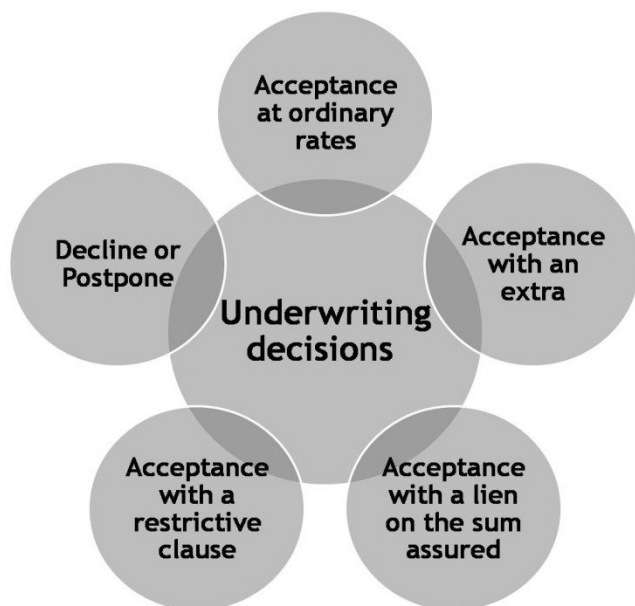 Acceptance
at ordinary
rates
Decline or
Postpone
Acceptance
with an
extra
Underwriting
decisions
Acceptance
with a
restrictive
clause
Acceptance
with a lien
on the sum
assured